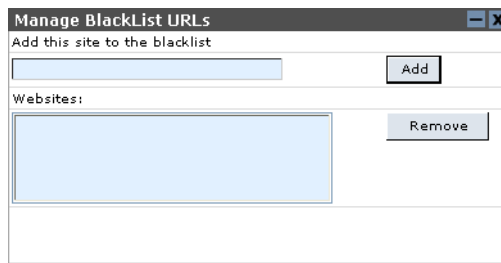 Manage BlackList URLs
Add this site to the blacklist
Add
Websites:
Remove